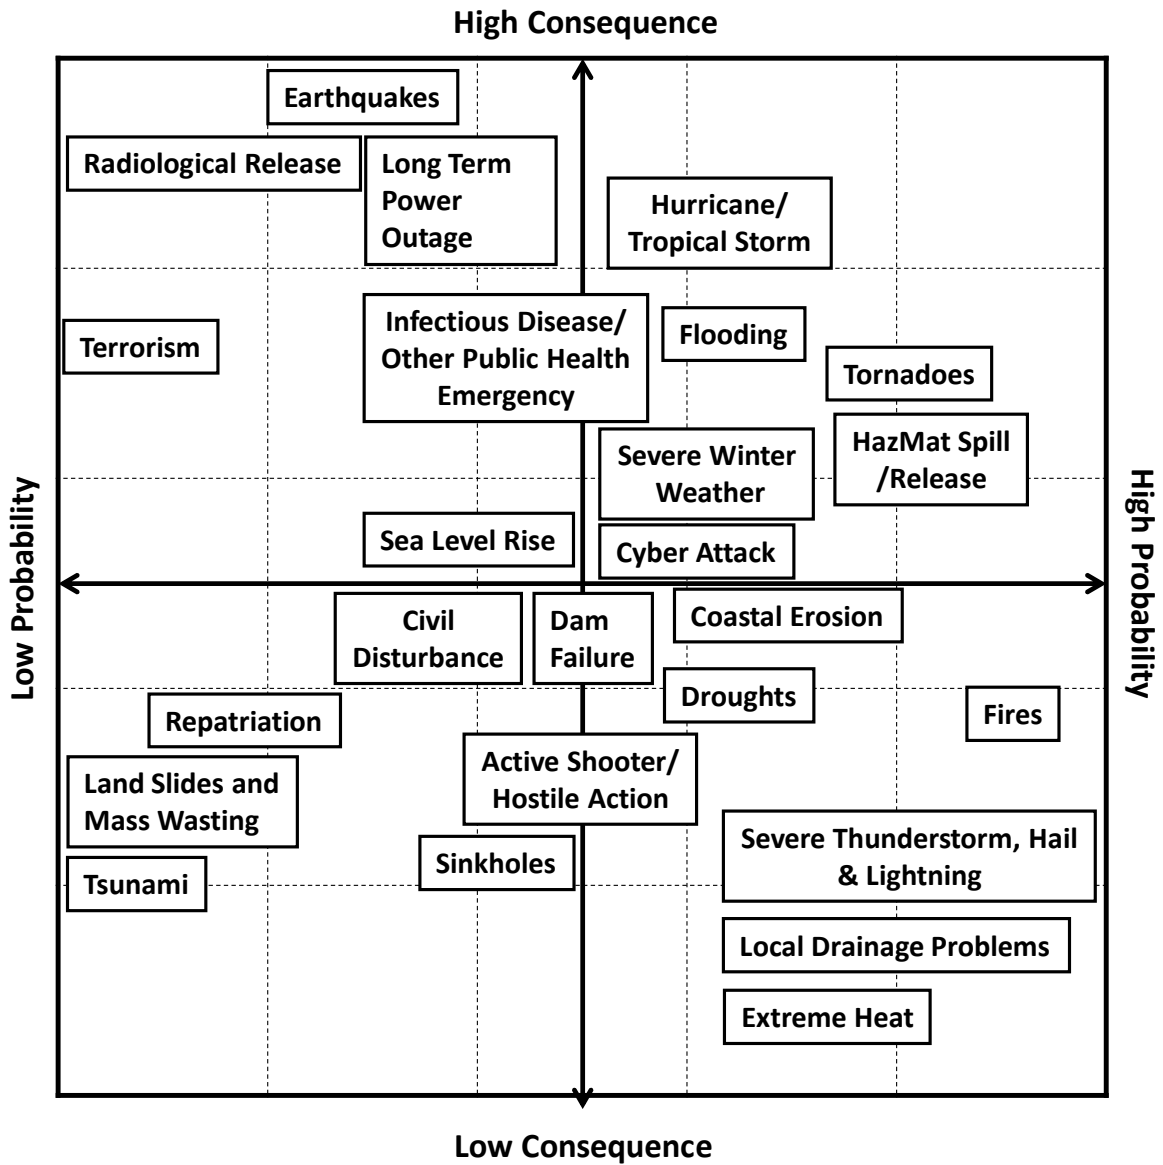 High Consequence
Earthquakes
Radiological Release
Long Term
Power
Outage
Hurricane/
Tropical Storm
Terrorism
Infectious Disease/
Other Public Health
Emergency
Flooding
Tornadoes
Severe Winter
Weather
HazMat Spill
/Release
Sea Level Rise
Cyber Attack
Low Probability
High Probability
Civil
Disturbance
Dam
Failure
Coastal Erosion
Droughts
Fires
Repatriation
Land Slides and
Mass Wasting
Active Shooter/
Hostile Action
Severe Thunderstorm, Hail
& Lightning
Sinkholes
Tsunami
Local Drainage Problems
Extreme Heat
Low Consequence